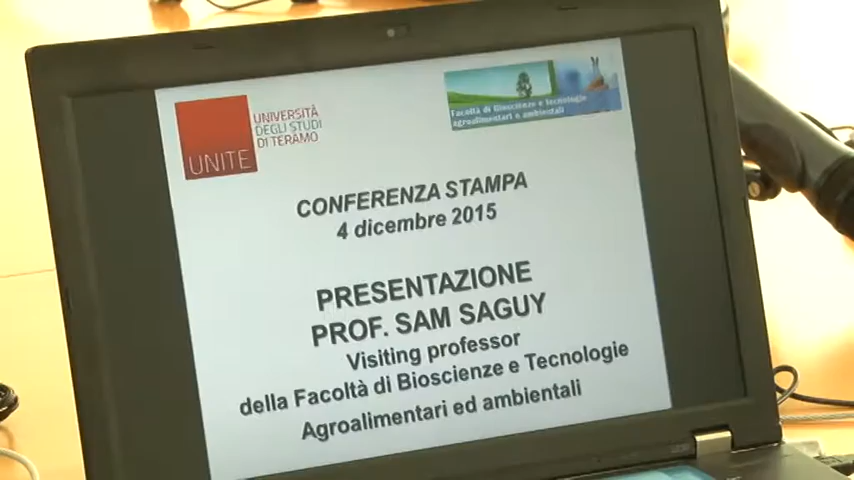 UNITE
UNIVERSITÀ
DEGLI STUDI
DI TERAMO
Facoltà di Bioscienze e tecnologie
agroalimentari e ambientali
CONFERENZA STAMPA
4 dicembre 2015
PRESENTAZIONE
PROF. SAM SAGUY
Visiting professor
della Facoltà di Bioscienze e Tecnologie
Agroalimentari ed ambientali